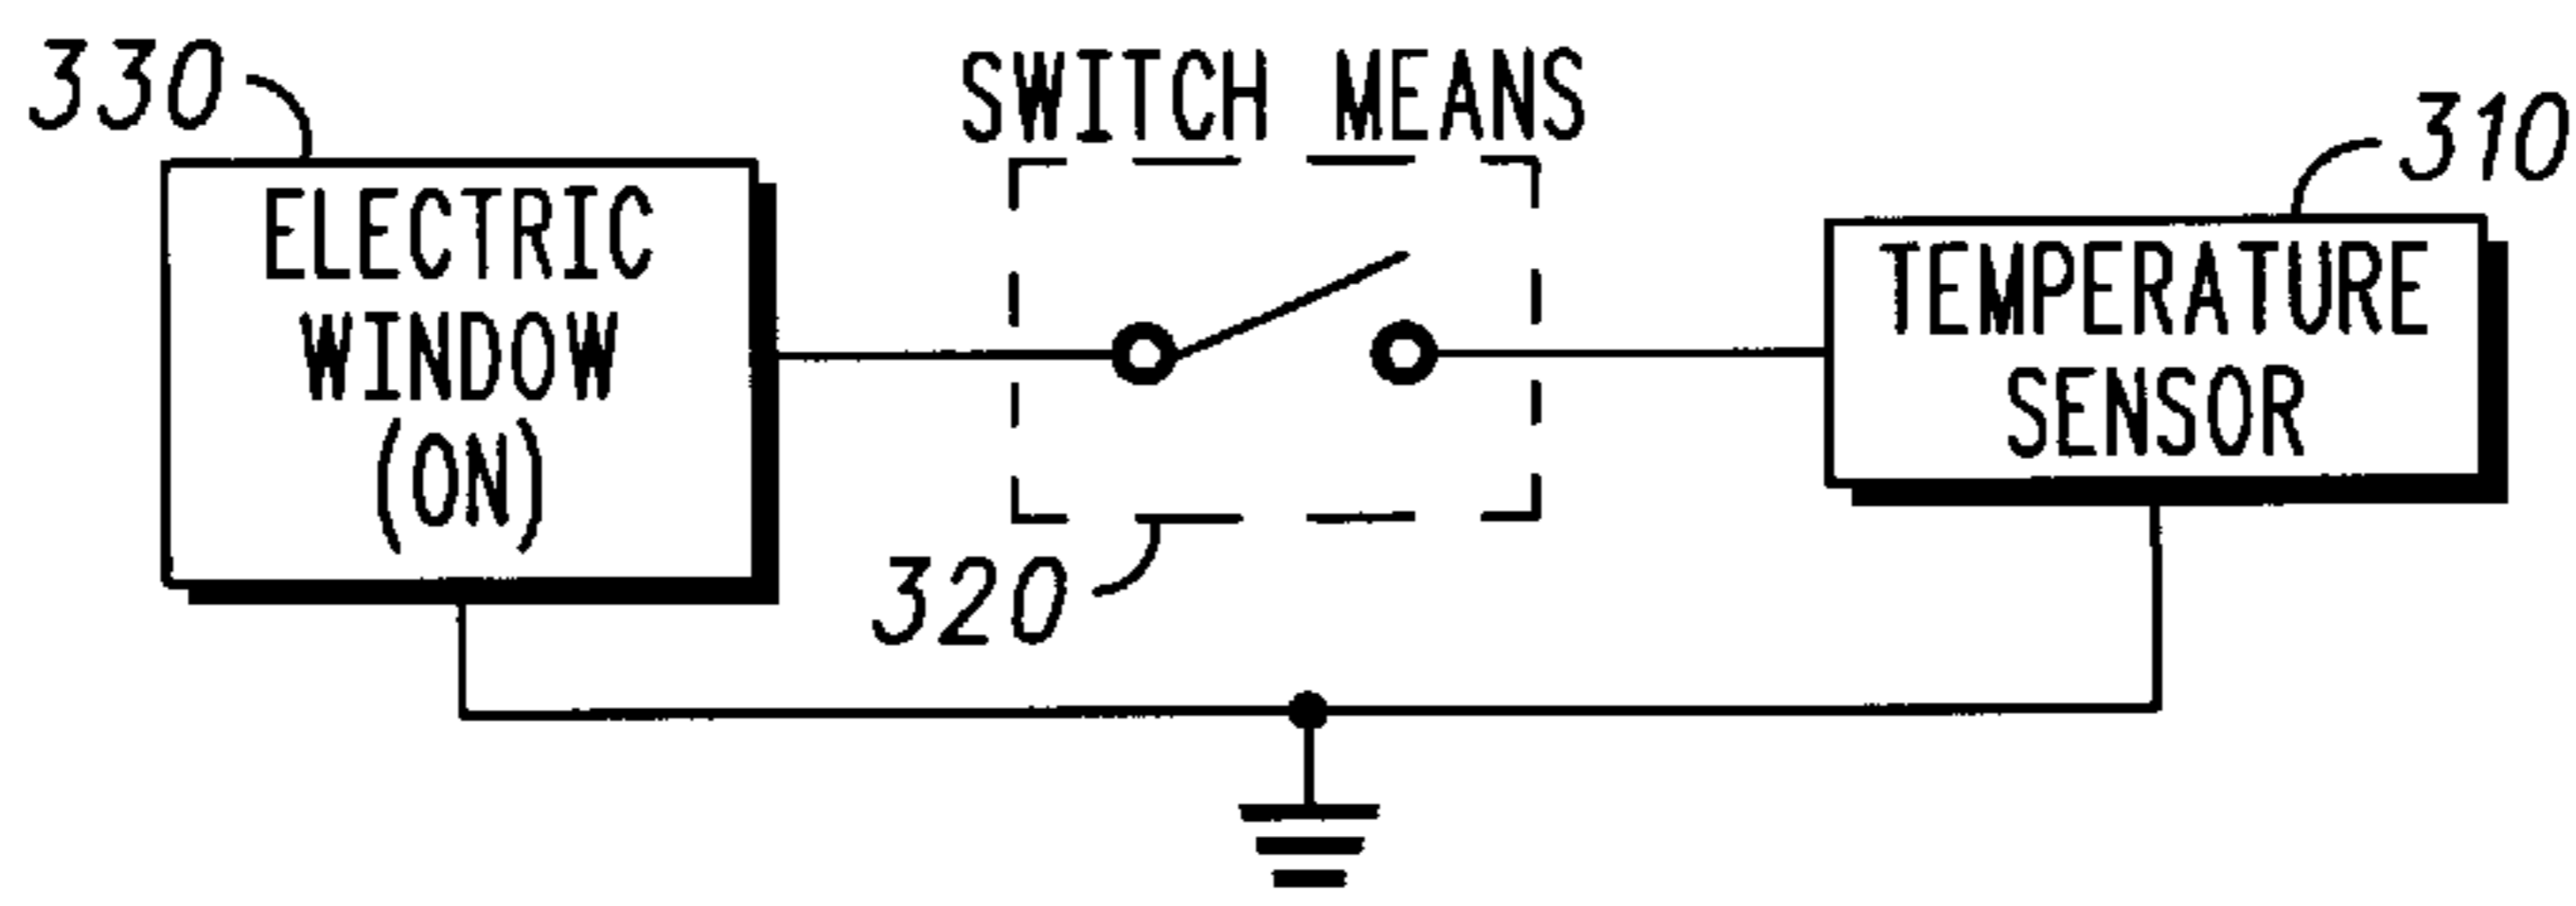 330
SWITCH MEANS
310
ELECTRIC
WINDOW
(ON)
TEMPERATURE
SENSOR
320